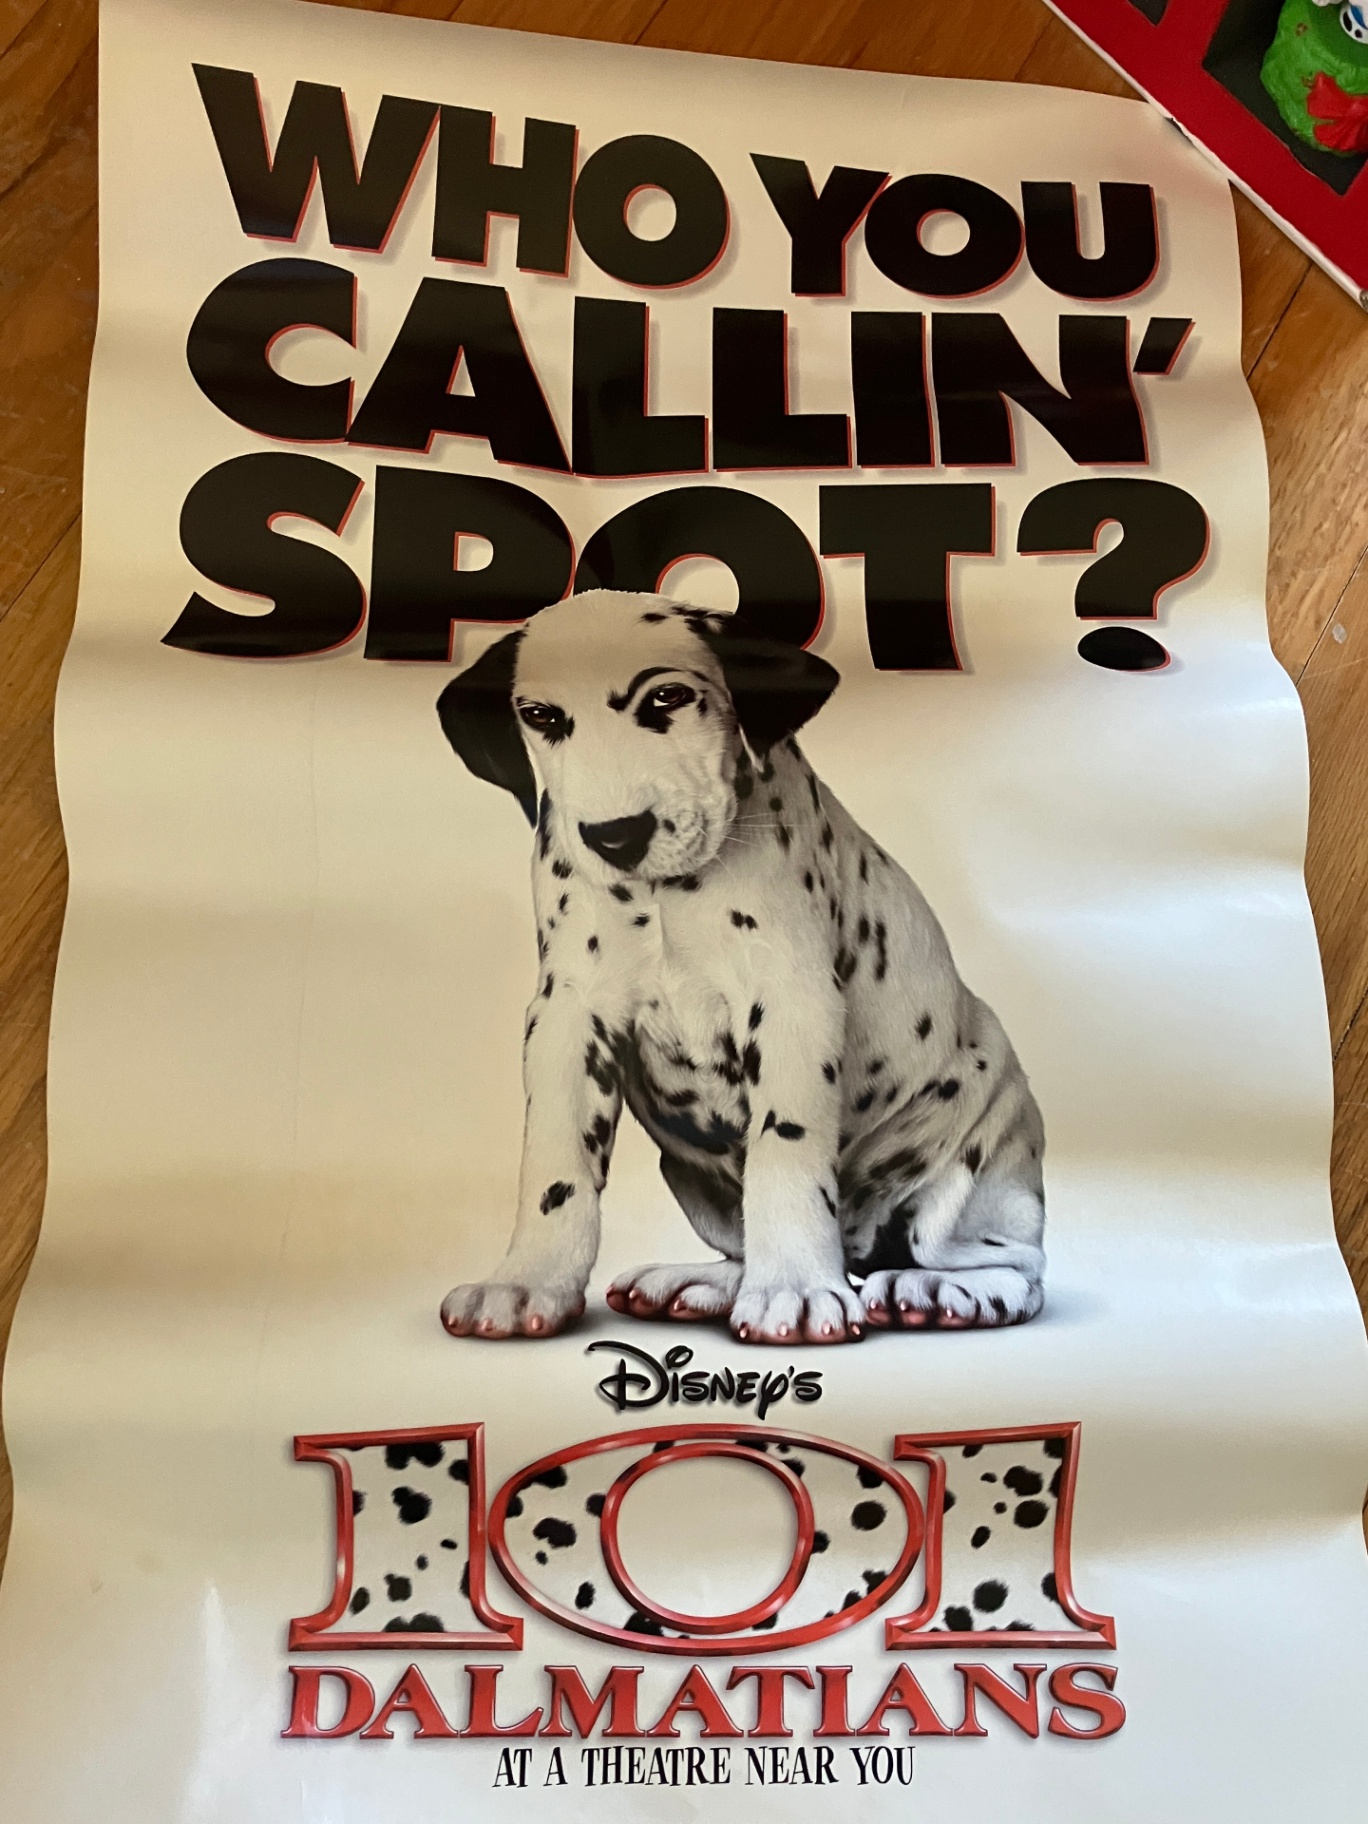 WHO YOU
CALLIN'
SPOT?
DISNEY'S
101
DALMATIANS
AT A THEATRE NEAR YOU